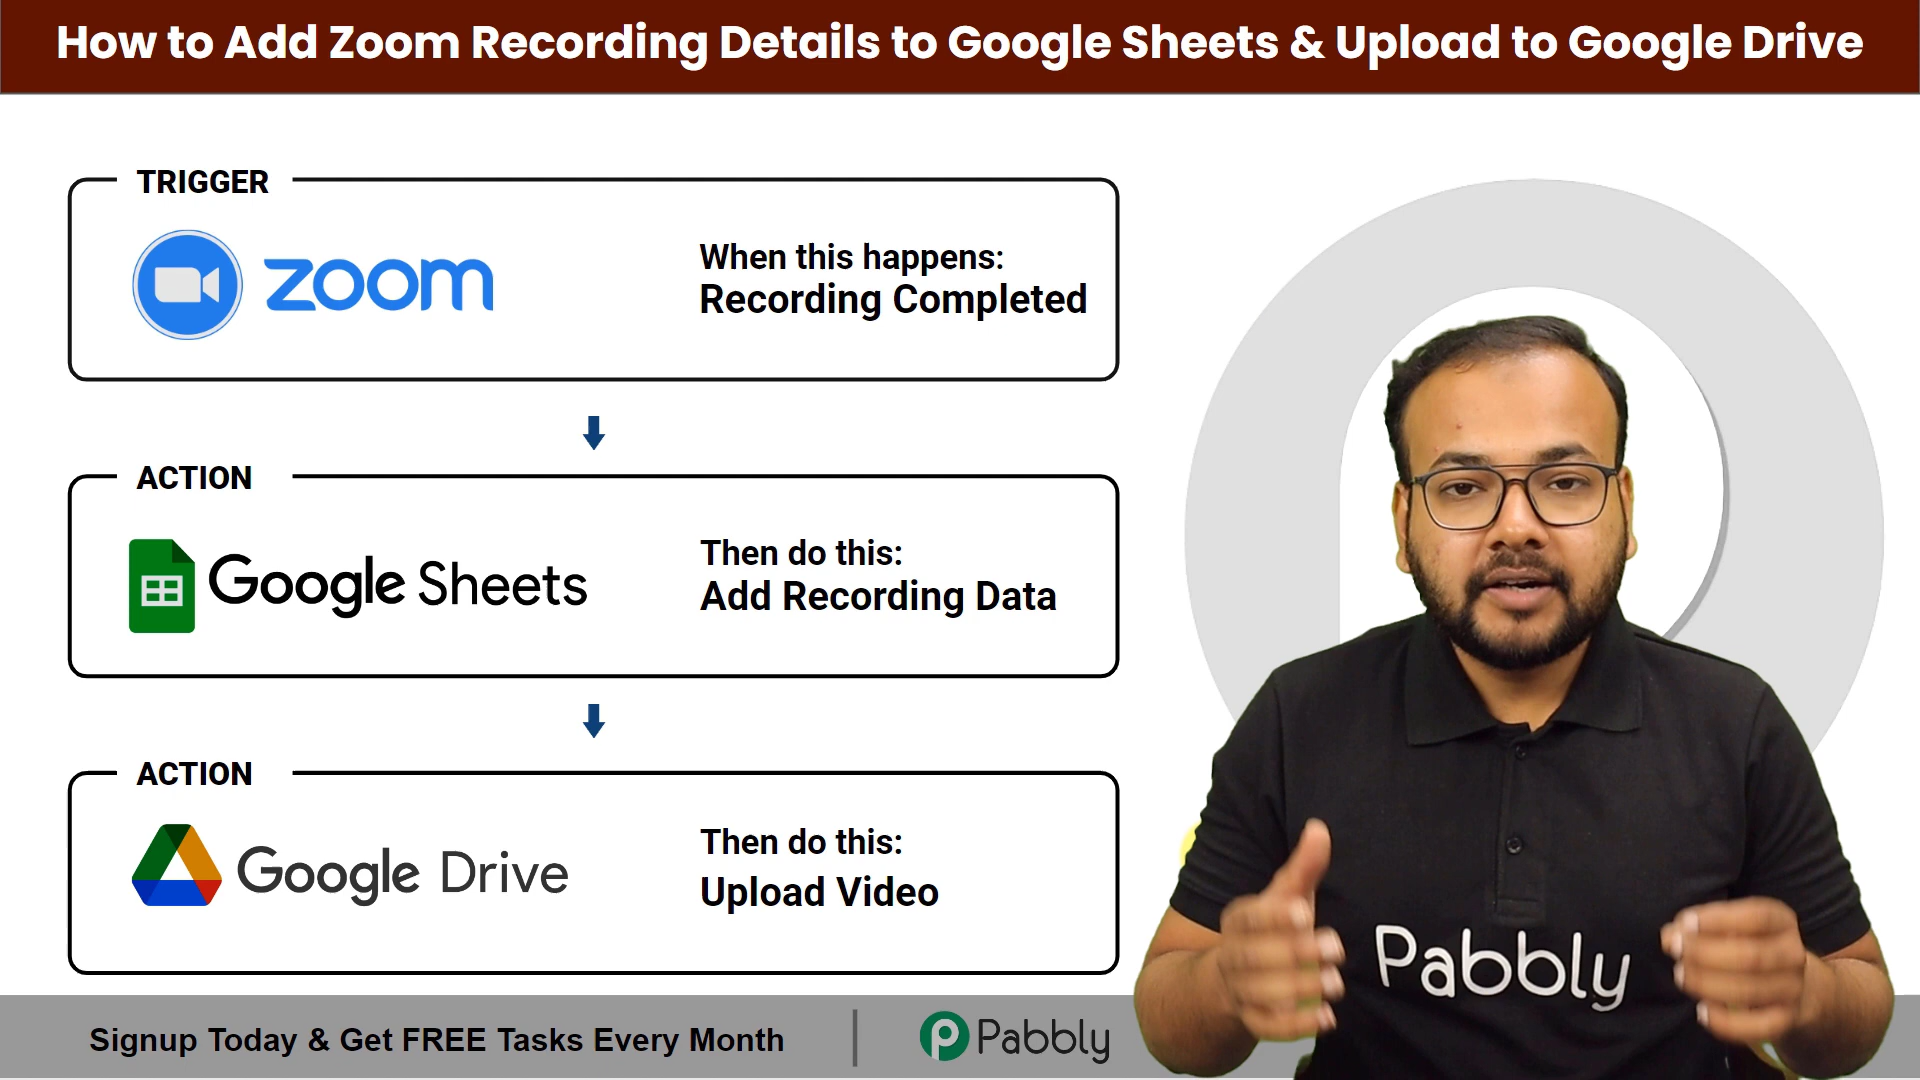 How to Add Zoom Recording Details to Google Sheets & Upload to Google Drive
TRIGGER
zoom
When this happens:
Recording Completed
ACTION
Google Sheets
Then do this:
Add Recording Data
ACTION
Google Drive
Then do this:
Upload Video
Pabbly
Signup Today & Get FREE Tasks Every Month
Pabbly